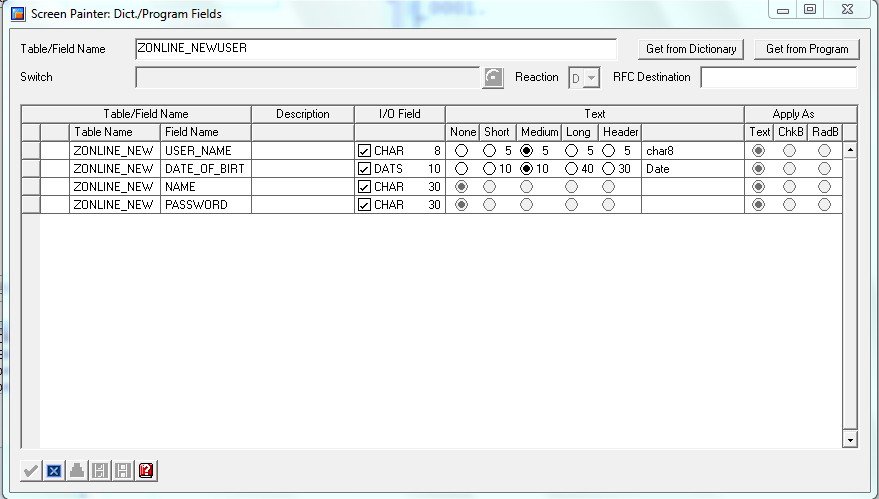 Screen Painter: Dict./Program Fields
Table/Field Name ZONLINE_NEWUSER Get from Dictionary Get from Program
Switch Reaction D RFC Destination
Table/Field Name Description I/O Field Text Apply As
Table Name Field Name None Short Medium Long Header Text ChkB RadB
ZONLINE_NEW USER_NAME CHAR 8 5 5 5 5 char8
ZONLINE_NEW DATE_OF_BIRT DATS 10 10 10 40 30 Date
ZONLINE_NEW NAME CHAR 30
ZONLINE_NEW PASSWORD CHAR 30